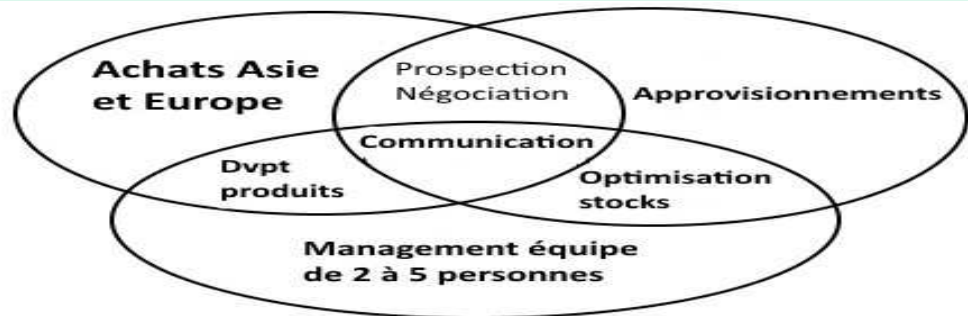 Achats Asie
et Europe
Prospection
Négociation
Approvisionnements
Communication
Dvpt
produits
Optimisation
stocks
Management équipe
de 2 à 5 personnes